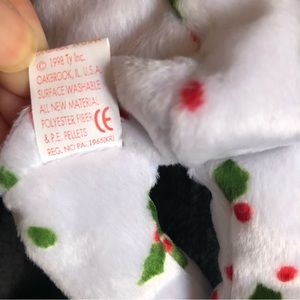 © 1998 Ty Inc.
OAKBROOK, IL. U.S.A.
SURFACE WASHABLE
ALL NEW MATERIAL
POLYESTER FIBER
& P.E. PELLETS CE
REG. NO PA. 1965(KR)